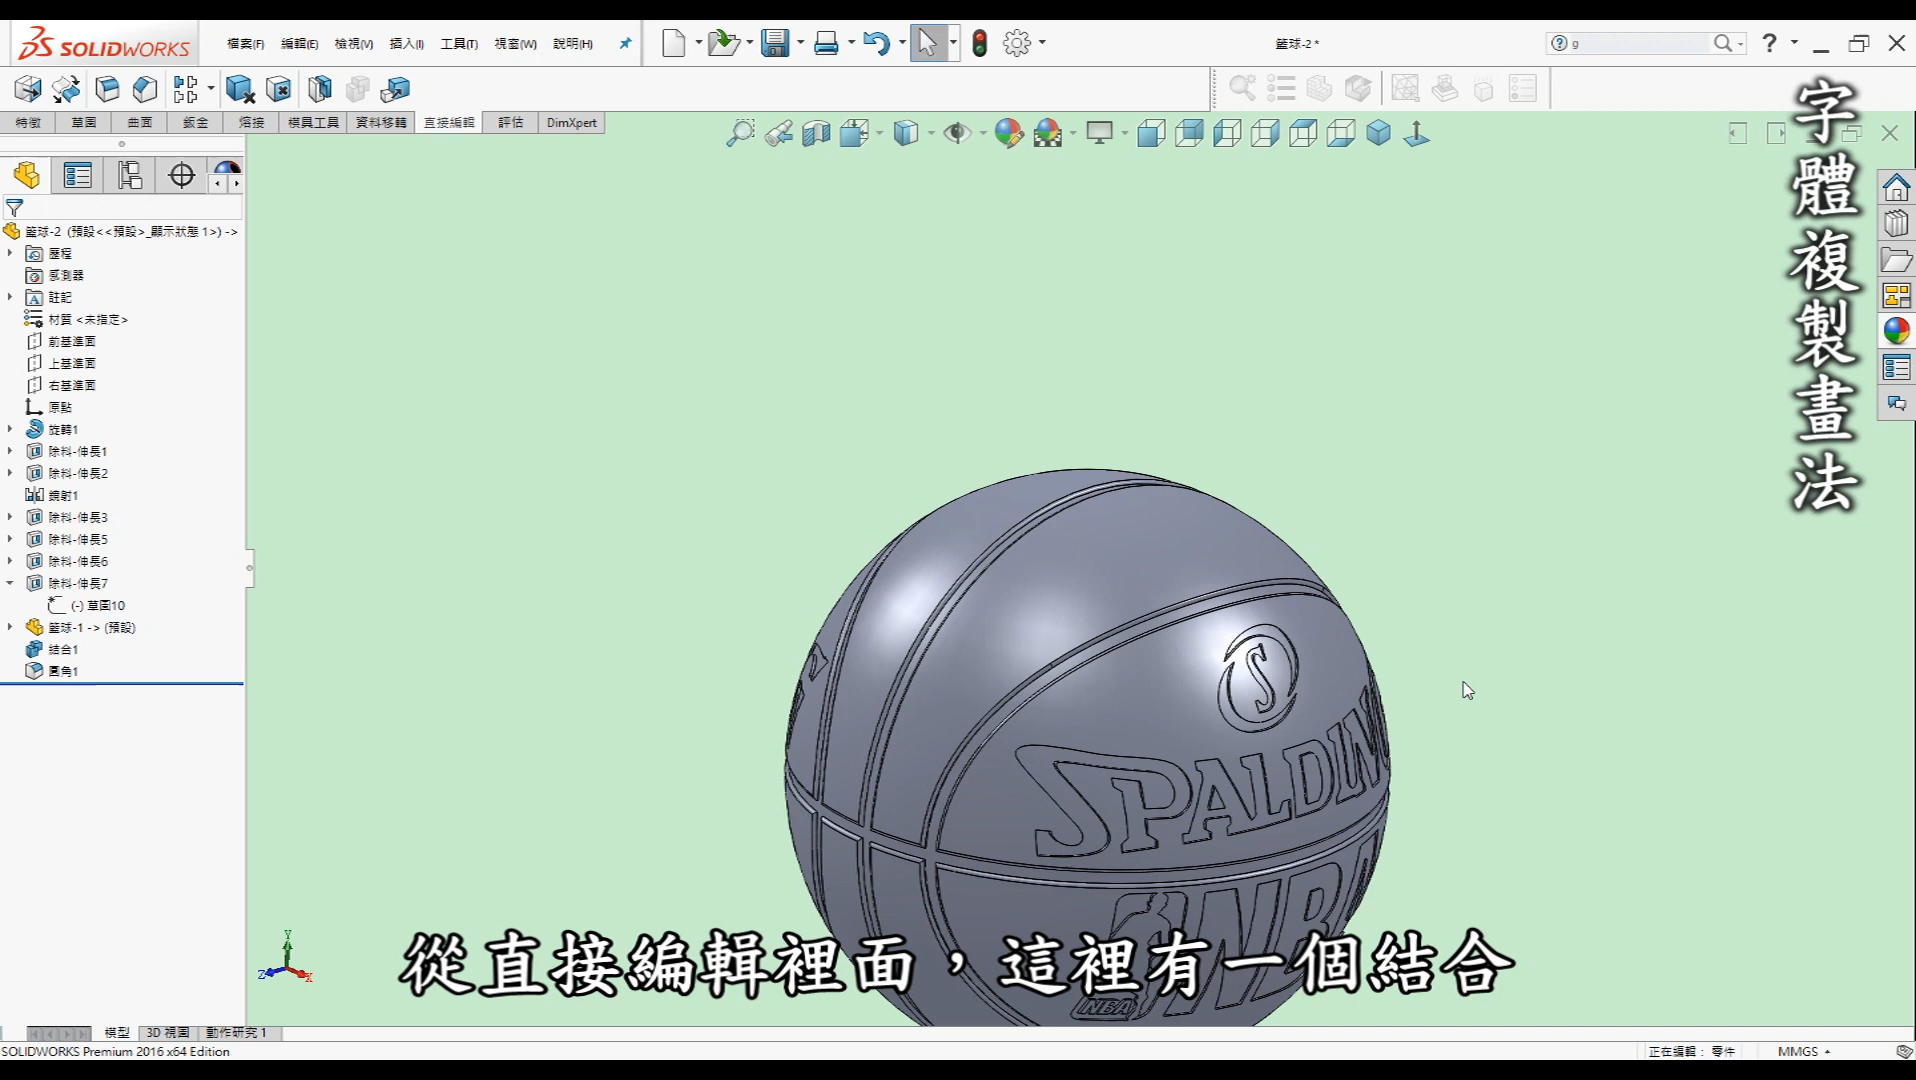 SOLIDWORKS
檔案(F) 編輯(E) 檢視(V) 插入(I) 工具(T) 視窗(W) 說明(H)
籃球-2 *
g
特徵 草圖 曲面 鈑金 熔接 模具工具 資料移轉 直接編輯 評估 DimXpert
字體複製畫法
籃球-2 (預設<<預設>_顯示狀態 1>) ->
歷程
感測器
註記
材質 <未指定>
前基準面
上基準面
右基準面
原點
旋轉1
除料-伸長1
除料-伸長2
鏡射1
除料-伸長3
除料-伸長5
除料-伸長6
除料-伸長7
(-) 草圖10
籃球-1 -> (預設)
結合1
圓角1
S
SPALDING
NBA
NBA
Y
Z X
從直接編輯裡面，這裡有一個結合
模型 3D 視圖 動作研究 1
SOLIDWORKS Premium 2016 x64 Edition
正在編輯： 零件 MMGS